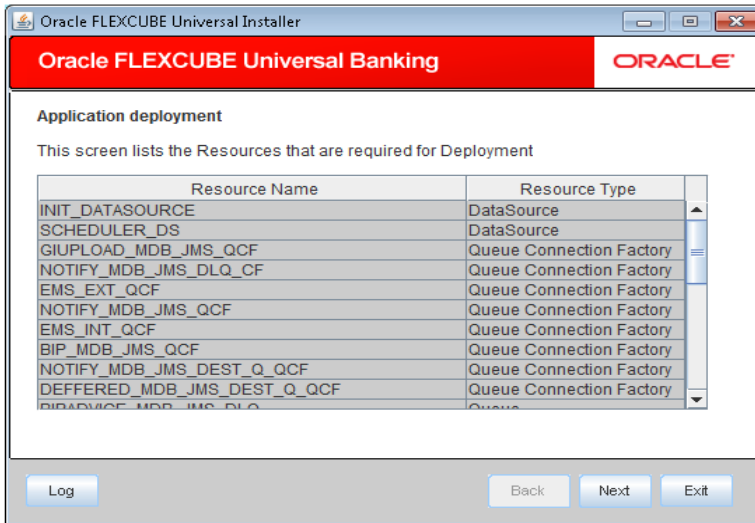 Oracle FLEXCUBE Universal Installer
Oracle FLEXCUBE Universal Banking
ORACLE
Application deployment
This screen lists the Resources that are required for Deployment
Resource Name Resource Type
INIT_DATASOURCE DataSource
SCHEDULER_DS DataSource
GIUPLOAD_MDB_JMS_QCF Queue Connection Factory
NOTIFY_MDB_JMS_DLQ_CF Queue Connection Factory
EMS_EXT_QCF Queue Connection Factory
NOTIFY_MDB_JMS_QCF Queue Connection Factory
EMS_INT_QCF Queue Connection Factory
BIP_MDB_JMS_QCF Queue Connection Factory
NOTIFY_MDB_JMS_DEST_Q_QCF Queue Connection Factory
DEFFERED_MDB_JMS_DEST_Q_QCF Queue Connection Factory
Log Back Next Exit